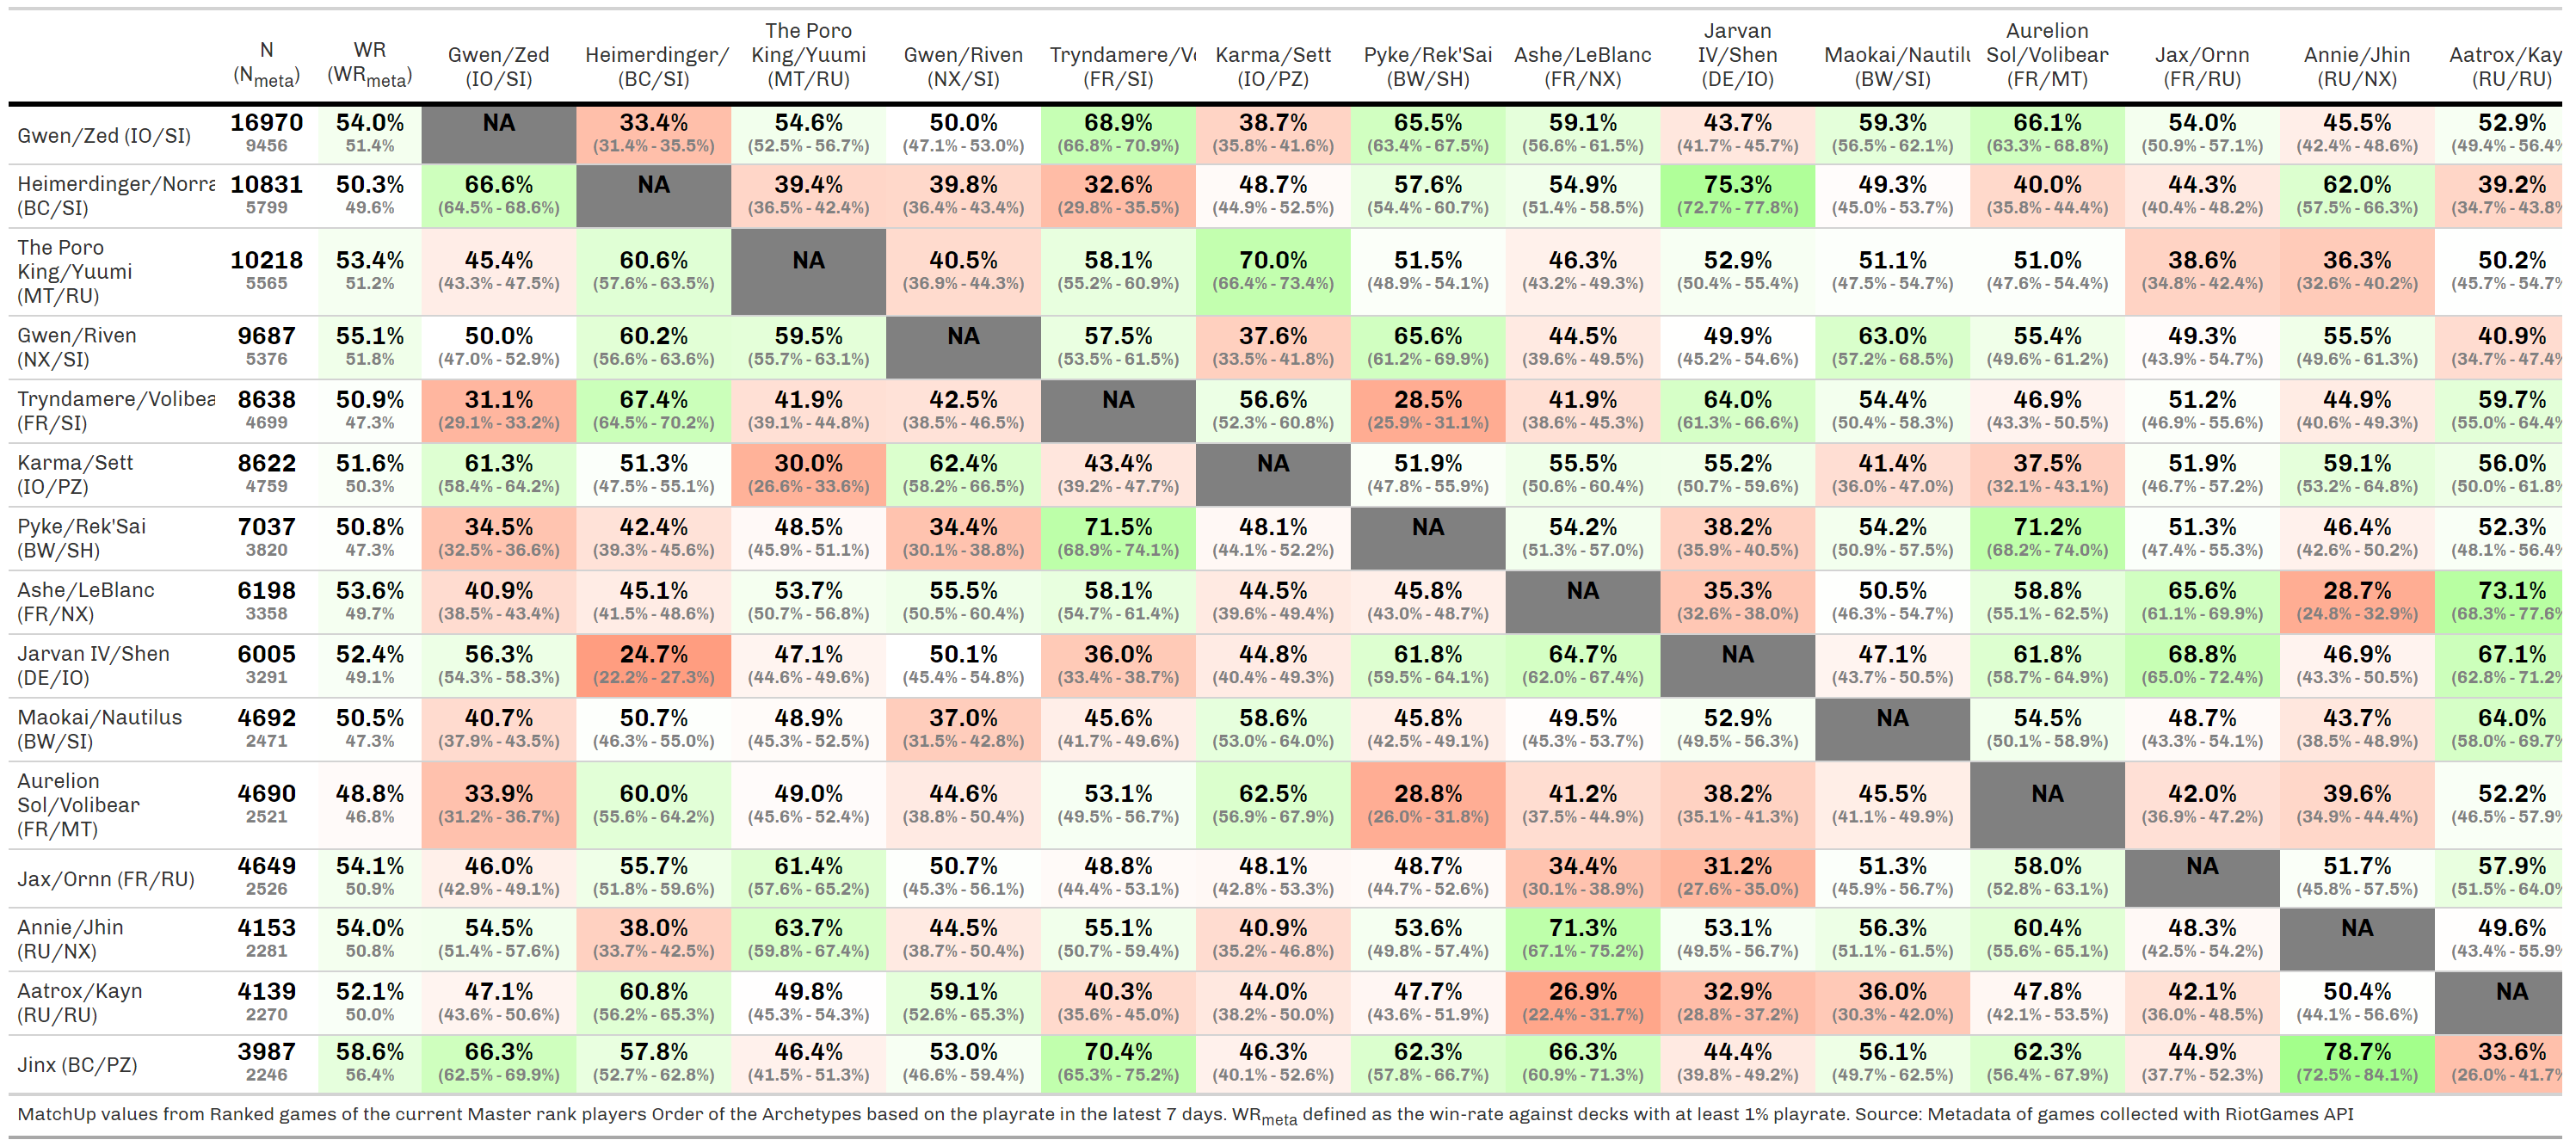 N (Nmeta) WR (WRmeta) Gwen/Zed (IO/SI) Heimerdinger/ (BC/SI) The Poro King/Yuumi (MT/RU) Gwen/Riven (NX/SI) Tryndamere/Vo (FR/SI) Karma/Sett (IO/PZ) Pyke/Rek'Sai (BW/SH) Ashe/LeBlanc (FR/NX) Jarvan IV/Shen (DE/IO) Maokai/Nautilu (BW/SI) Aurelion Sol/Volibear (FR/MT) Jax/Ornn (FR/RU) Annie/Jhin (RU/NX) Aatrox/Kay (RU/RU)
Gwen/Zed (IO/SI) 16970 54.0% NA 33.4% 54.6% 50.0% 68.9% 38.7% 65.5% 59.1% 43.7% 59.3% 66.1% 54.0% 45.5% 52.9%
9456 51.4% (31.4% - 35.5%) (52.5% - 56.7%) (47.1% - 53.0%) (66.8% - 70.9%) (35.8% - 41.6%) (63.4% - 67.5%) (56.6% - 61.5%) (41.7% - 45.7%) (56.5% - 62.1%) (63.3% - 68.8%) (50.9% - 57.1%) (42.4% - 48.6%) (49.4% - 56.4%
Heimerdinger/Norra 10831 50.3% 66.6% NA 39.4% 39.8% 32.6% 48.7% 57.6% 54.9% 75.3% 49.3% 40.0% 44.3% 62.0% 39.2%
(BC/SI) 5799 49.6% (64.5% - 68.6%) (36.5% - 42.4%) (36.4% - 43.4%) (29.8% - 35.5%) (44.9% - 52.5%) (54.4% - 60.7%) (51.4% - 58.5%) (72.7% - 77.8%) (45.0% - 53.7%) (35.8% - 44.4%) (40.4% - 48.2%) (57.5% - 66.3%) (34.7% - 43.8%
The Poro
King/Yuumi 10218 53.4% 45.4% 60.6% NA 40.5% 58.1% 70.0% 51.5% 46.3% 52.9% 51.1% 51.0% 38.6% 36.3% 50.2%
(MT/RU) 5565 51.2% (43.3% - 47.5%) (57.6% - 63.5%) (36.9% - 44.3%) (55.2% - 60.9%) (66.4% - 73.4%) (48.9% - 54.1%) (43.2% - 49.3%) (50.4% - 55.4%) (47.5% - 54.7%) (47.6% - 54.4%) (34.8% - 42.4%) (32.6% - 40.2%) (45.7% - 54.7%
Gwen/Riven 9687 55.1% 50.0% 60.2% 59.5% NA 57.5% 37.6% 65.6% 44.5% 49.9% 63.0% 55.4% 49.3% 55.5% 40.9%
(NX/SI) 5376 51.8% (47.0% - 52.9%) (56.6% - 63.6%) (55.7% - 63.1%) (53.5% - 61.5%) (33.5% - 41.8%) (61.2% - 69.9%) (39.6% - 49.5%) (45.2% - 54.6%) (57.2% - 68.5%) (49.6% - 61.2%) (43.9% - 54.7%) (49.6% - 61.3%) (34.7% - 47.4%
Tryndamere/Volibea 8638 50.9% 31.1% 67.4% 41.9% 42.5% NA 56.6% 28.5% 41.9% 64.0% 54.4% 46.9% 51.2% 44.9% 59.7%
(FR/SI) 4699 47.3% (29.1% - 33.2%) (64.5% - 70.2%) (39.1% - 44.8%) (38.5% - 46.5%) (52.3% - 60.8%) (25.9% - 31.1%) (38.6% - 45.3%) (61.3% - 66.6%) (50.4% - 58.3%) (43.3% - 50.5%) (46.9% - 55.6%) (40.6% - 49.3%) (55.0% - 64.4%
Karma/Sett 8622 51.6% 61.3% 51.3% 30.0% 62.4% 43.4% NA 51.9% 55.5% 55.2% 41.4% 37.5% 51.9% 59.1% 56.0%
(IO/PZ) 4759 50.3% (58.4% - 64.2%) (47.5% - 55.1%) (26.6% - 33.6%) (58.2% - 66.5%) (39.2% - 47.7%) (47.8% - 55.9%) (50.6% - 60.4%) (50.7% - 59.6%) (36.0% - 47.0%) (32.1% - 43.1%) (46.7% - 57.2%) (53.2% - 64.8%) (50.0% - 61.8%
Pyke/Rek'Sai 7037 50.8% 34.5% 42.4% 48.5% 34.4% 71.5% 48.1% NA 54.2% 38.2% 54.2% 71.2% 51.3% 46.4% 52.3%
(BW/SH) 3820 47.3% (32.5% - 36.6%) (39.3% - 45.6%) (45.9% - 51.1%) (30.1% - 38.8%) (68.9% - 74.1%) (44.1% - 52.2%) (51.3% - 57.0%) (35.9% - 40.5%) (50.9% - 57.5%) (68.2% - 74.0%) (47.4% - 55.3%) (42.6% - 50.2%) (48.1% - 56.4%
Ashe/LeBlanc 6198 53.6% 40.9% 45.1% 53.7% 55.5% 58.1% 44.5% 45.8% NA 35.3% 50.5% 58.8% 65.6% 28.7% 73.1%
(FR/NX) 3358 49.7% (38.5% - 43.4%) (41.5% - 48.6%) (50.7% - 56.8%) (50.5% - 60.4%) (54.7% - 61.4%) (39.6% - 49.4%) (43.0% - 48.7%) (32.6% - 38.0%) (46.3% - 54.7%) (55.1% - 62.5%) (61.1% - 69.9%) (24.8% - 32.9%) (68.3% - 77.6%
Jarvan IV/Shen 6005 52.4% 56.3% 24.7% 47.1% 50.1% 36.0% 44.8% 61.8% 64.7% NA 47.1% 61.8% 68.8% 46.9% 67.1%
(DE/IO) 3291 49.1% (54.3% - 58.3%) (22.2% - 27.3%) (44.6% - 49.6%) (45.4% - 54.8%) (33.4% - 38.7%) (40.4% - 49.3%) (59.5% - 64.1%) (62.0% - 67.4%) (43.7% - 50.5%) (58.7% - 64.9%) (65.0% - 72.4%) (43.3% - 50.5%) (62.8% - 71.2%
Maokai/Nautilus 4692 50.5% 40.7% 50.7% 48.9% 37.0% 45.6% 58.6% 45.8% 49.5% 52.9% NA 54.5% 48.7% 43.7% 64.0%
(BW/SI) 2471 47.3% (37.9% - 43.5%) (46.3% - 55.0%) (45.3% - 52.5%) (31.5% - 42.8%) (41.7% - 49.6%) (53.0% - 64.0%) (42.5% - 49.1%) (45.3% - 53.7%) (49.5% - 56.3%) (50.1% - 58.9%) (43.3% - 54.1%) (38.5% - 48.9%) (58.0% - 69.7%
Aurelion
Sol/Volibear 4690 48.8% 33.9% 60.0% 49.0% 44.6% 53.1% 62.5% 28.8% 41.2% 38.2% 45.5% NA 42.0% 39.6% 52.2%
(FR/MT) 2521 46.8% (31.2% - 36.7%) (55.6% - 64.2%) (45.6% - 52.4%) (38.8% - 50.4%) (49.5% - 56.7%) (56.9% - 67.9%) (26.0% - 31.8%) (37.5% - 44.9%) (35.1% - 41.3%) (41.1% - 49.9%) (36.9% - 47.2%) (34.9% - 44.4%) (46.5% - 57.9%
Jax/Ornn (FR/RU) 4649 54.1% 46.0% 55.7% 61.4% 50.7% 48.8% 48.1% 48.7% 34.4% 31.2% 51.3% 58.0% NA 51.7% 57.9%
2526 50.9% (42.9% - 49.1%) (51.8% - 59.6%) (57.6% - 65.2%) (45.3% - 56.1%) (44.4% - 53.1%) (42.8% - 53.3%) (44.7% - 52.6%) (30.1% - 38.9%) (27.6% - 35.0%) (45.9% - 56.7%) (52.8% - 63.1%) (45.8% - 57.5%) (51.5% - 64.0%
Annie/Jhin 4153 54.0% 54.5% 38.0% 63.7% 44.5% 55.1% 40.9% 53.6% 71.3% 53.1% 56.3% 60.4% 48.3% NA 49.6%
(RU/NX) 2281 50.8% (51.4% - 57.6%) (33.7% - 42.5%) (59.8% - 67.4%) (38.7% - 50.4%) (50.7% - 59.4%) (35.2% - 46.8%) (49.8% - 57.4%) (67.1% - 75.2%) (49.5% - 56.7%) (51.1% - 61.5%) (55.6% - 65.1%) (42.5% - 54.2%) (43.4% - 55.9%
Aatrox/Kayn 4139 52.1% 47.1% 60.8% 49.8% 59.1% 40.3% 44.0% 47.7% 26.9% 32.9% 36.0% 47.8% 42.1% 50.4% NA
(RU/RU) 2270 50.0% (43.6% - 50.6%) (56.2% - 65.3%) (45.3% - 54.3%) (52.6% - 65.3%) (35.6% - 45.0%) (38.2% - 50.0%) (43.6% - 51.9%) (22.4% - 31.7%) (28.8% - 37.2%) (30.3% - 42.0%) (42.1% - 53.5%) (36.0% - 48.5%) (44.1% - 56.6%)
Jinx (BC/PZ) 3987 58.6% 66.3% 57.8% 46.4% 53.0% 70.4% 46.3% 62.3% 66.3% 44.4% 56.1% 62.3% 44.9% 78.7% 33.6%
2246 56.4% (62.5% - 69.9%) (52.7% - 62.8%) (41.5% - 51.3%) (46.6% - 59.4%) (65.3% - 75.2%) (40.1% - 52.6%) (57.8% - 66.7%) (60.9% - 71.3%) (39.8% - 49.2%) (49.7% - 62.5%) (56.4% - 67.9%) (37.7% - 52.3%) (72.5% - 84.1%) (26.0% - 41.7%
MatchUp values from Ranked games of the current Master rank players Order of the Archetypes based on the playrate in the latest 7 days. WRmeta defined as the win-rate against decks with at least 1% playrate. Source: Metadata of games collected with RiotGames API